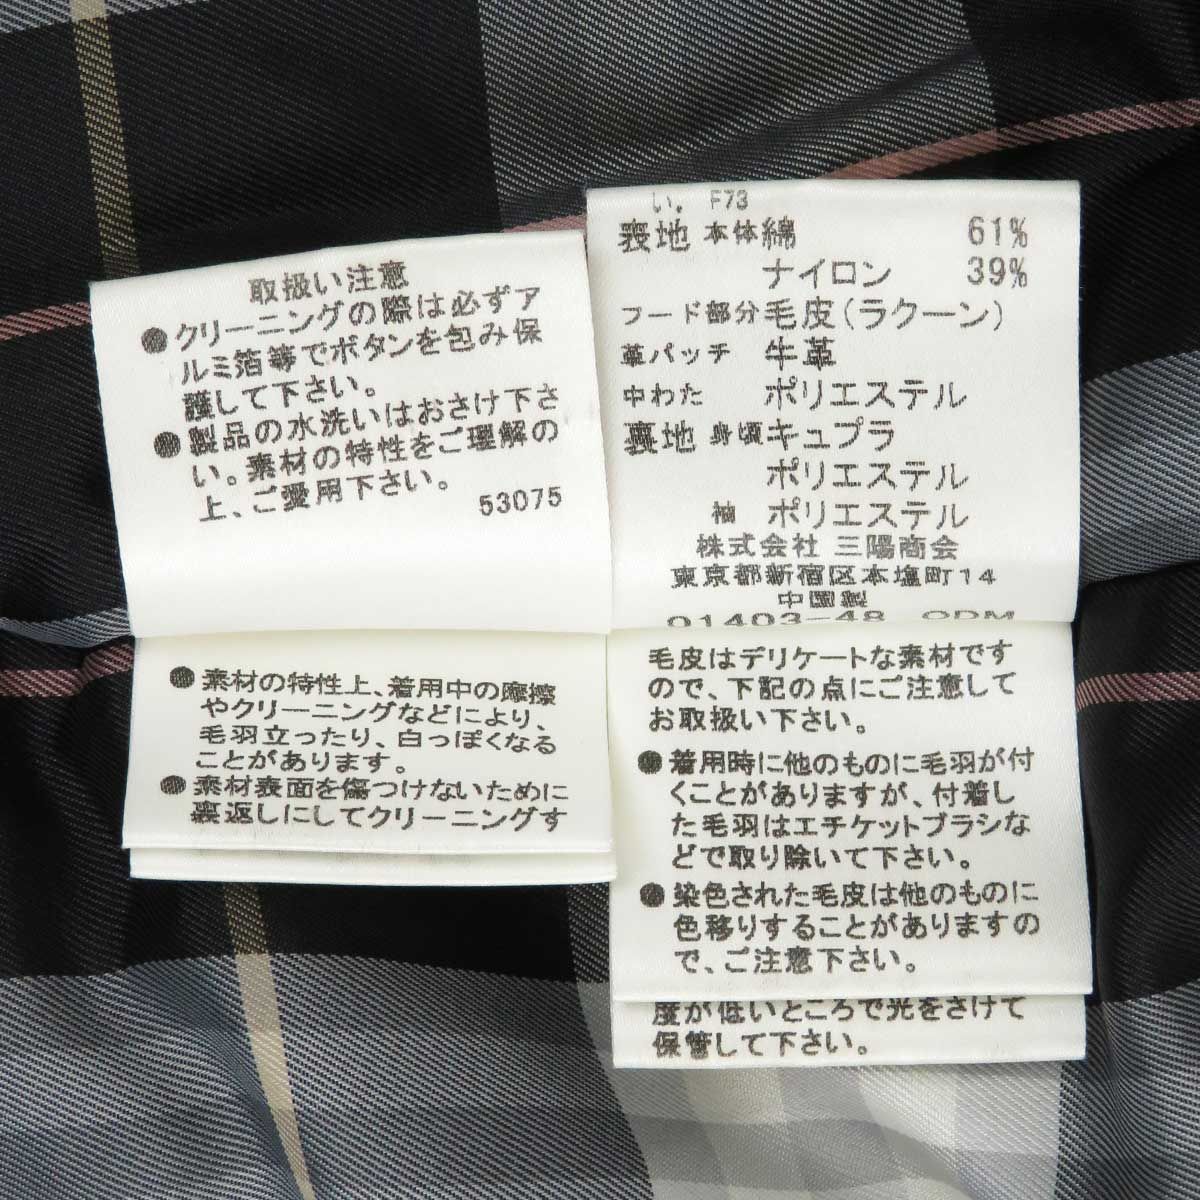 取扱い注意
●クリーニングの際は必ずア
ルミ箔等でボタンを包み保
護して下さい。
●製品の水洗いはおさけ下さ
い。素材の特性をご理解の
上、ご愛用下さい。
53075
●素材の特性上、着用中の摩擦
やクリーニングなどにより、
毛羽立ったり、白っぽくなる
ことがあります。
●素材表面を傷つけないために
裏返しにしてクリーニングす
い。 F73
表地 本体 綿 61%
ナイロン 39%
フード部分 毛皮(ラクーン)
革パッチ 牛革
中わた ポリエステル
裏地 身頃 キュプラ
ポリエステル
袖 ポリエステル
株式会社 三陽商会
東京都新宿区本塩町14
中国製
01403-48
毛皮はデリケートな素材です
ので、下記の点にご注意して
お取扱い下さい。
●着用時に他のものに毛羽が付
くことがありますが、付着し
た毛羽はエチケットブラシな
どで取り除いて下さい。
●染色された毛皮は他のものに
色移りすることがありますの
で、ご注意下さい。
度が低いところで光をさけて
保管して下さい。